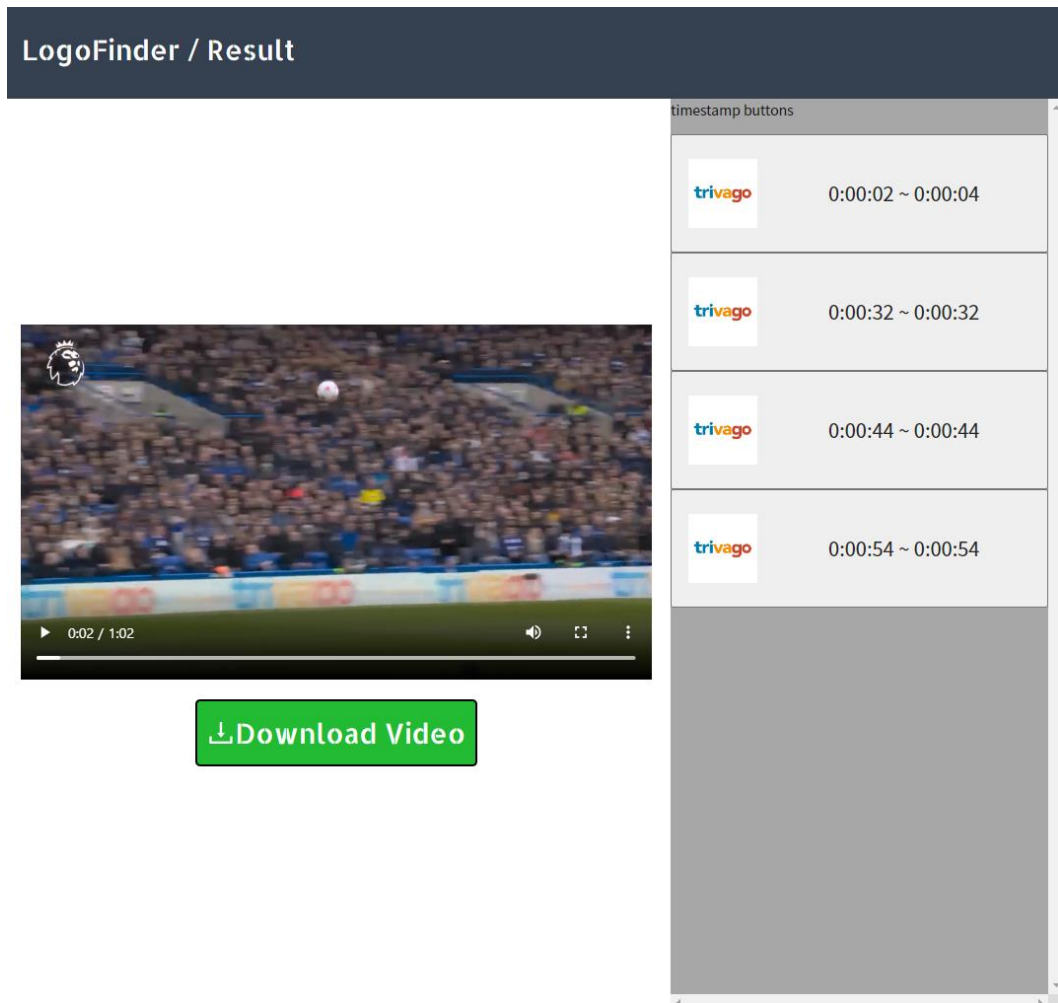 LogoFinder / Result
timestamp buttons
trivago 0:00:02 ~ 0:00:04
trivago 0:00:32 ~ 0:00:32
trivago 0:00:44 ~ 0:00:44
trivago 0:00:54 ~ 0:00:54
0:02 / 1:02
Download Video